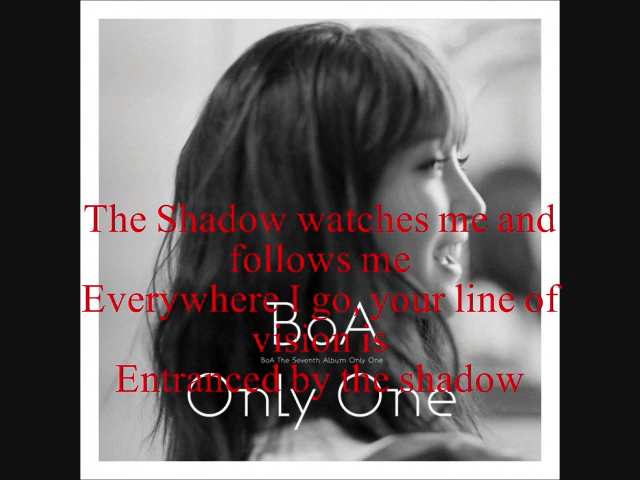 The Shadow watches me and
follows me
Everywhere I go, your line of
BoA
vision is
BoA The Seventh Album Only One
Entranced by the shadow
Only One